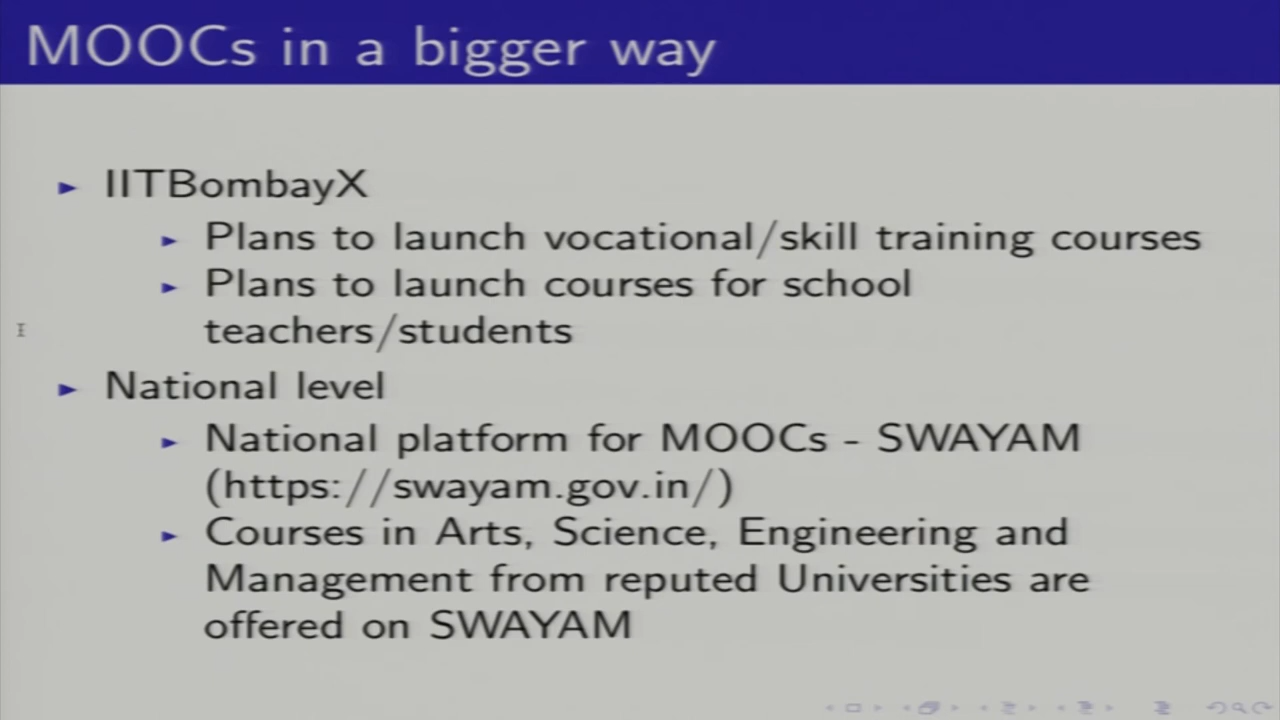 MOOCs in a bigger way
IITBombayX
Plans to launch vocational/skill training courses
Plans to launch courses for school
teachers/students
National level
National platform for MOOCs - SWAYAM
(https://swayam.gov.in/)
Courses in Arts, Science, Engineering and
Management from reputed Universities are
offered on SWAYAM